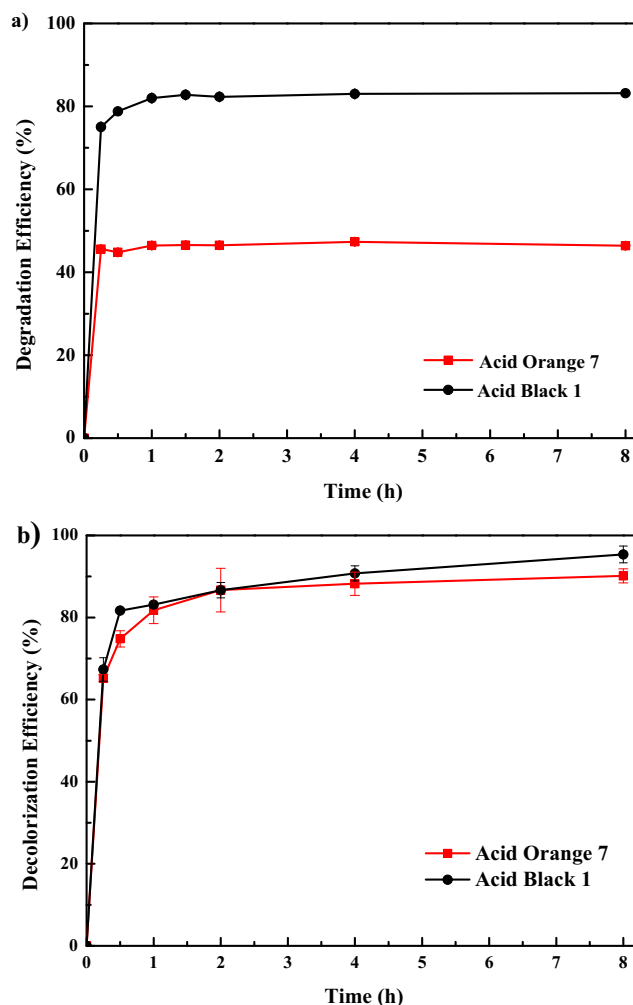 a)
100
80
60
40
20
0
Degradation Efficiency (%)
Acid Orange 7
Acid Black 1
0 1 2 3 4 5 6 7 8
Time (h)
b)
100
80
60
40
20
0
Decolorization Efficiency (%)
Acid Orange 7
Acid Black 1
0 1 2 3 4 5 6 7 8
Time (h)